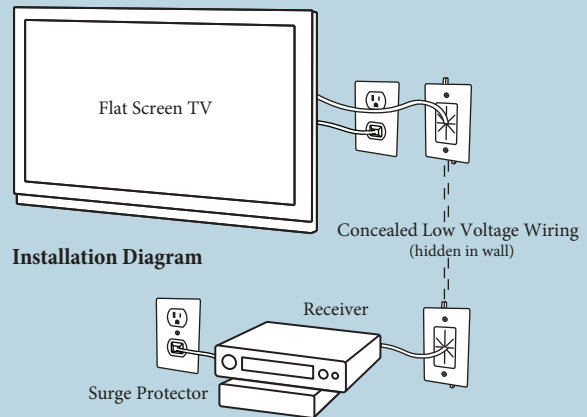 Flat Screen TV
Concealed Low Voltage Wiring
(hidden in wall)
Installation Diagram
Receiver
Surge Protector